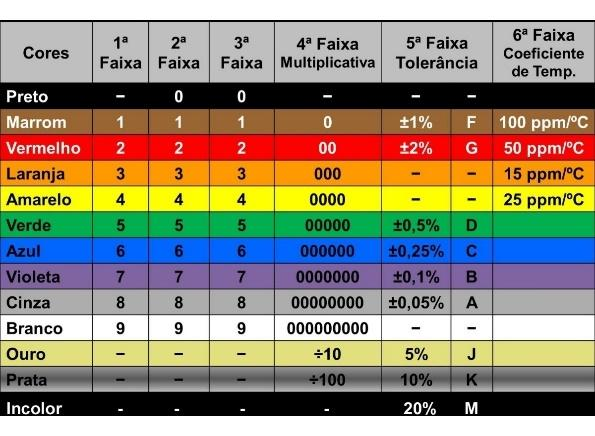 Cores 1ª Faixa 2ª Faixa 3ª Faixa 4ª Faixa Multiplicativa 5ª Faixa Tolerância 6ª Faixa Coeficiente de Temp.
Preto – 0 0 – – –
Marrom 1 1 1 0 ±1% F 100 ppm/ºC
Vermelho 2 2 2 00 ±2% G 50 ppm/ºC
Laranja 3 3 3 000 – – 15 ppm/ºC
Amarelo 4 4 4 0000 – – 25 ppm/ºC
Verde 5 5 5 00000 ±0,5% D
Azul 6 6 6 000000 ±0,25% C
Violeta 7 7 7 0000000 ±0,1% B
Cinza 8 8 8 00000000 ±0,05% A
Branco 9 9 9 000000000 – –
Ouro – – – ÷10 5% J
Prata – – – ÷100 10% K
Incolor - - - - 20% M